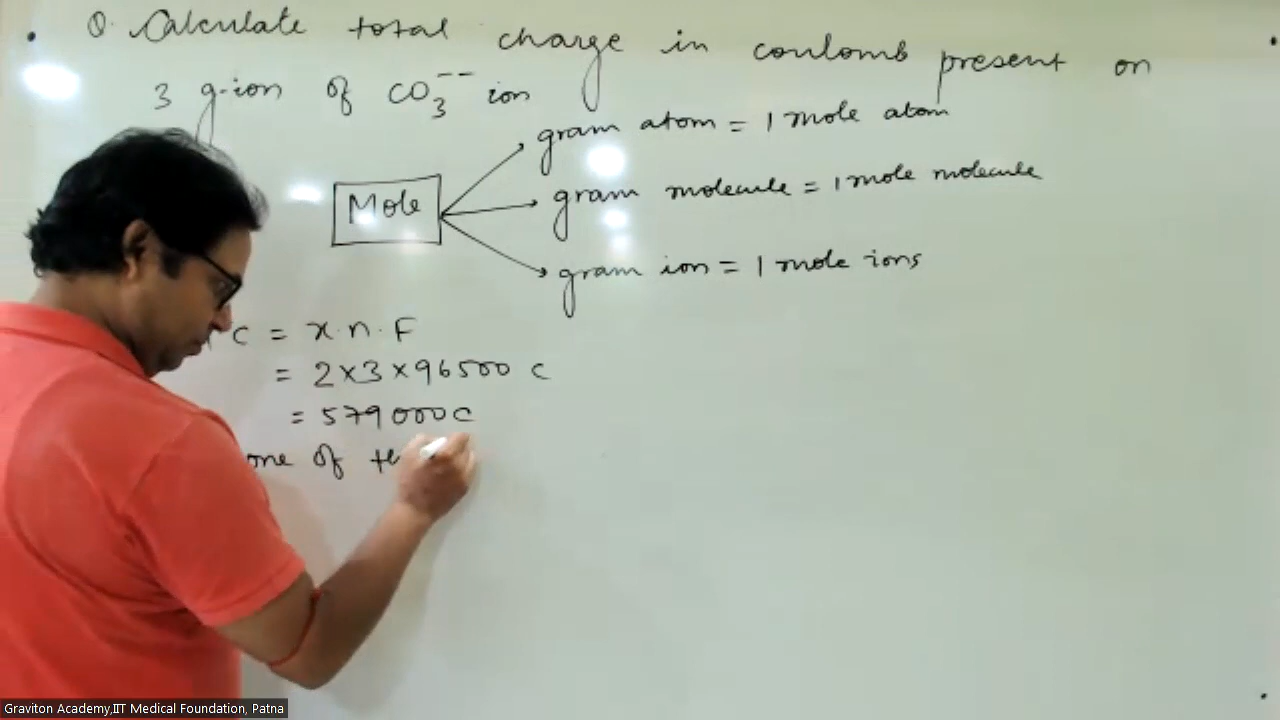 Q. Calculate total charge in coulomb present on
3 g-ion of CO₃⁻⁻ ion
gram atom = 1 mole atom
Mole
gram molecule = 1 mole molecule
gram ion = 1 mole ions
C = x.n.F
= 2×3×96500 C
= 579000C
of
Graviton Academy,IIT Medical Foundation, Patna